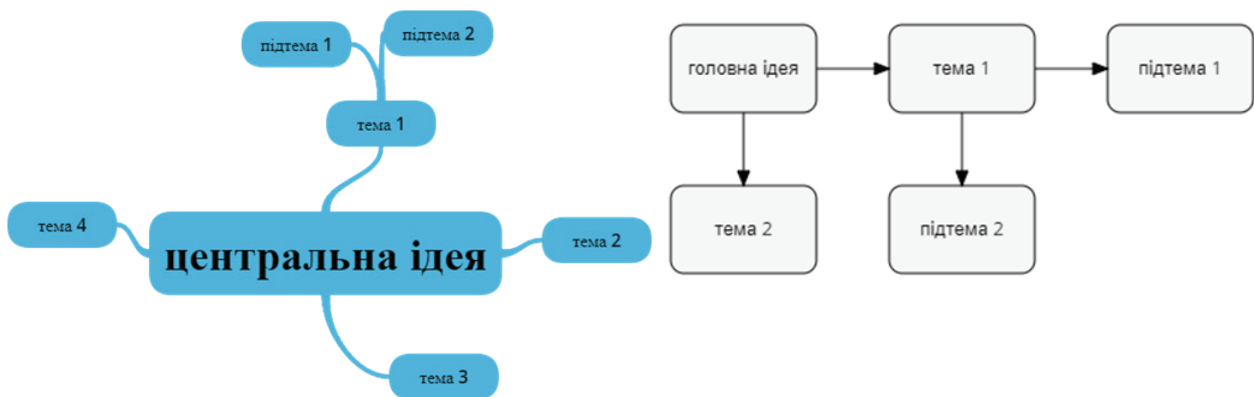 підтема 1
підтема 2
тема 1
тема 4
центральна ідея
тема 2
тема 3
головна ідея
тема 1
підтема 1
тема 2
підтема 2